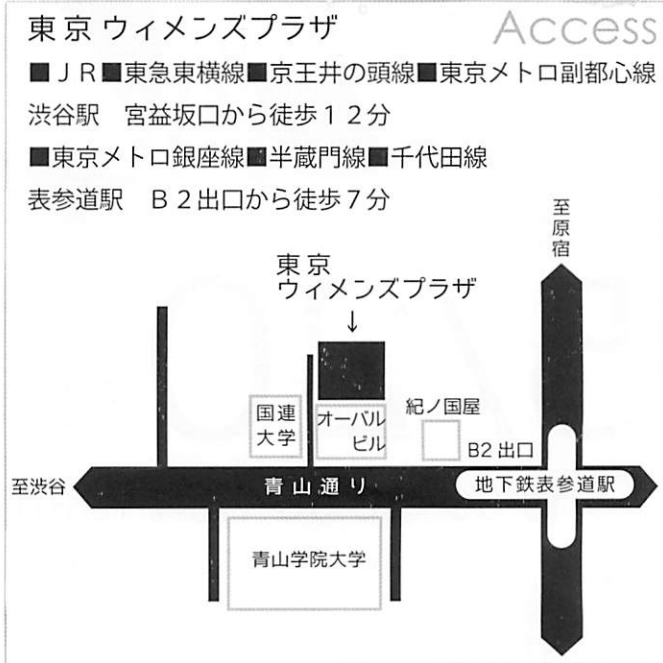 東京ウィメンズプラザ
Access
■ＪＲ■東急東横線■京王井の頭線■東京メトロ副都心線
渋谷駅　宮益坂口から徒歩１２分
■東京メトロ銀座線■半蔵門線■千代田線
表参道駅　Ｂ２出口から徒歩７分
至原宿
東京
ウィメンズプラザ
↓
国連
大学
オーバル
ビル
紀ノ国屋
B2 出口
至渋谷
青山通り
地下鉄表参道駅
青山学院大学